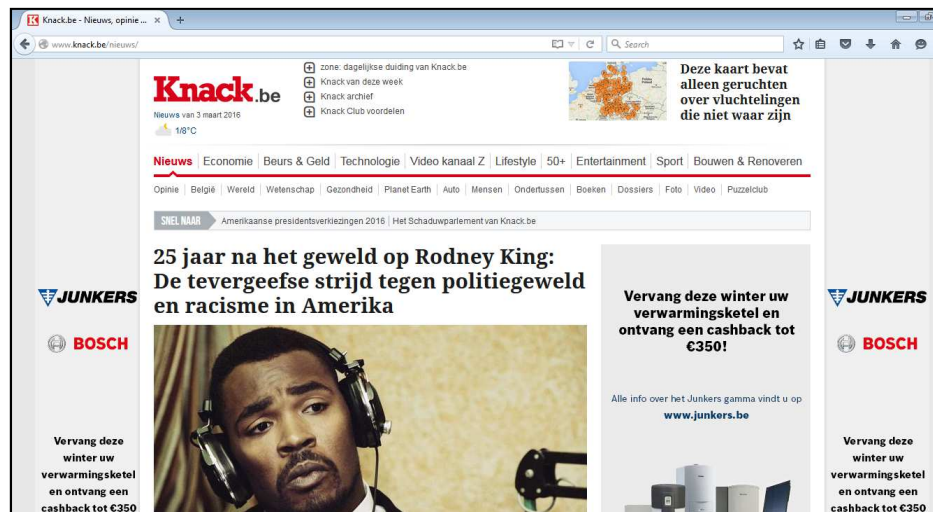 Knack.be - Nieuws, opinie ...
www.knack.be/nieuws/
Search
Knack.be
Nieuws van 3 maart 2016
1/8°C
zone: dagelijkse duiding van Knack.be
Knack van deze week
Knack archief
Knack Club voordelen
Deze kaart bevat
alleen geruchten
over vluchtelingen
die niet waar zijn
Nieuws Economie Beurs & Geld Technologie Video kanaal Z Lifestyle 50+ Entertainment Sport Bouwen & Renoveren
Opinie België Wereld Wetenschap Gezondheid Planet Earth Auto Mensen Ondertussen Boeken Dossiers Foto Video Puzzelclub
SNEL NAAR Amerikaanse presidentsverkiezingen 2016 | Het Schaduwparlement van Knack.be
25 jaar na het geweld op Rodney King:
De tevergeefse strijd tegen politiegeweld
en racisme in Amerika
JUNKERS
BOSCH
Vervang deze
winter uw
verwarmingsketel
en ontvang een
cashback tot €350
Vervang deze winter uw
verwarmingsketel en
ontvang een cashback tot
€350!
Alle info over het Junkers gamma vindt u op
www.junkers.be
JUNKERS
BOSCH
Vervang deze
winter uw
verwarmingsketel
en ontvang een
cashback tot €350